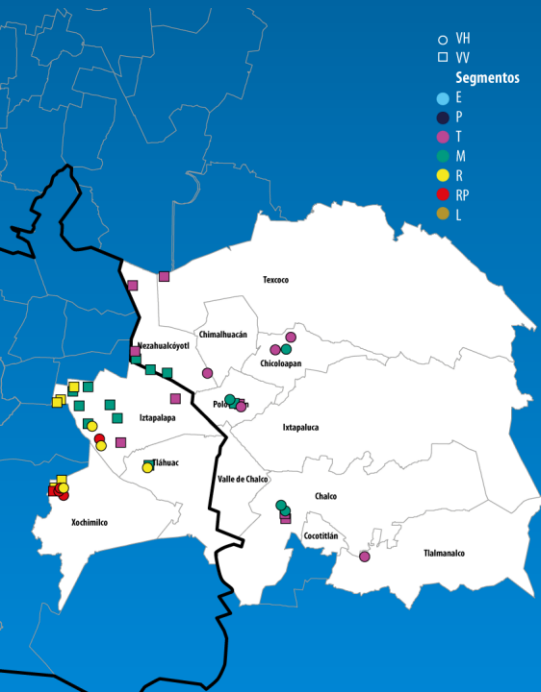 VH
VV
Segmentos
E
P
T
M
R
RP
L
Texcoco
Chimalhuacán
Nezahualcóyotl
Chicoloapan
Iztapalapa
Ixtapaluca
Tláhuac
Valle de Chalco
Chalco
Xochimilco
Cocotitlán
Tlalmanalco